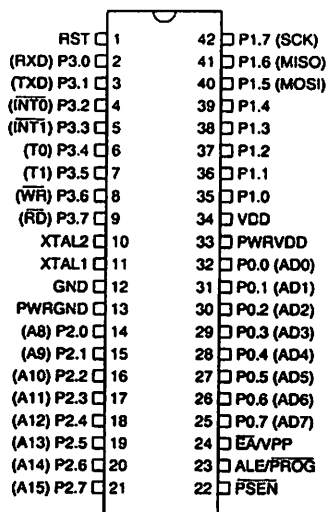 RST 1 42 P1.7 (SCK)
(RXD) P3.0 2 41 P1.6 (MISO)
(TXD) P3.1 3 40 P1.5 (MOSI)
(I̅N̅T̅0̅) P3.2 4 39 P1.4
(I̅N̅T̅1̅) P3.3 5 38 P1.3
(T0) P3.4 6 37 P1.2
(T1) P3.5 7 36 P1.1
(W̅R̅) P3.6 8 35 P1.0
(R̅D̅) P3.7 9 34 VDD
XTAL2 10 33 PWRVDD
XTAL1 11 32 P0.0 (AD0)
GND 12 31 P0.1 (AD1)
PWRGND 13 30 P0.2 (AD2)
(A8) P2.0 14 29 P0.3 (AD3)
(A9) P2.1 15 28 P0.4 (AD4)
(A10) P2.2 16 27 P0.5 (AD5)
(A11) P2.3 17 26 P0.6 (AD6)
(A12) P2.4 18 25 P0.7 (AD7)
(A13) P2.5 19 24 E̅A̅/VPP
(A14) P2.6 20 23 ALE/P̅R̅O̅G̅
(A15) P2.7 21 22 P̅S̅E̅N̅